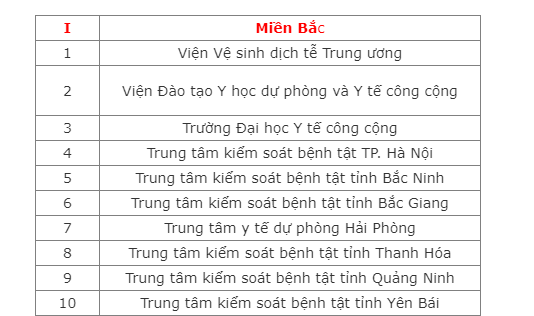 I Miền Bắc
1 Viện Vệ sinh dịch tễ Trung ương
2 Viện Đào tạo Y học dự phòng và Y tế công cộng
3 Trường Đại học Y tế công cộng
4 Trung tâm kiểm soát bệnh tật TP. Hà Nội
5 Trung tâm kiểm soát bệnh tật tỉnh Bắc Ninh
6 Trung tâm kiểm soát bệnh tật tỉnh Bắc Giang
7 Trung tâm y tế dự phòng Hải Phòng
8 Trung tâm kiểm soát bệnh tật tỉnh Thanh Hóa
9 Trung tâm kiểm soát bệnh tật tỉnh Quảng Ninh
10 Trung tâm kiểm soát bệnh tật tỉnh Yên Bái